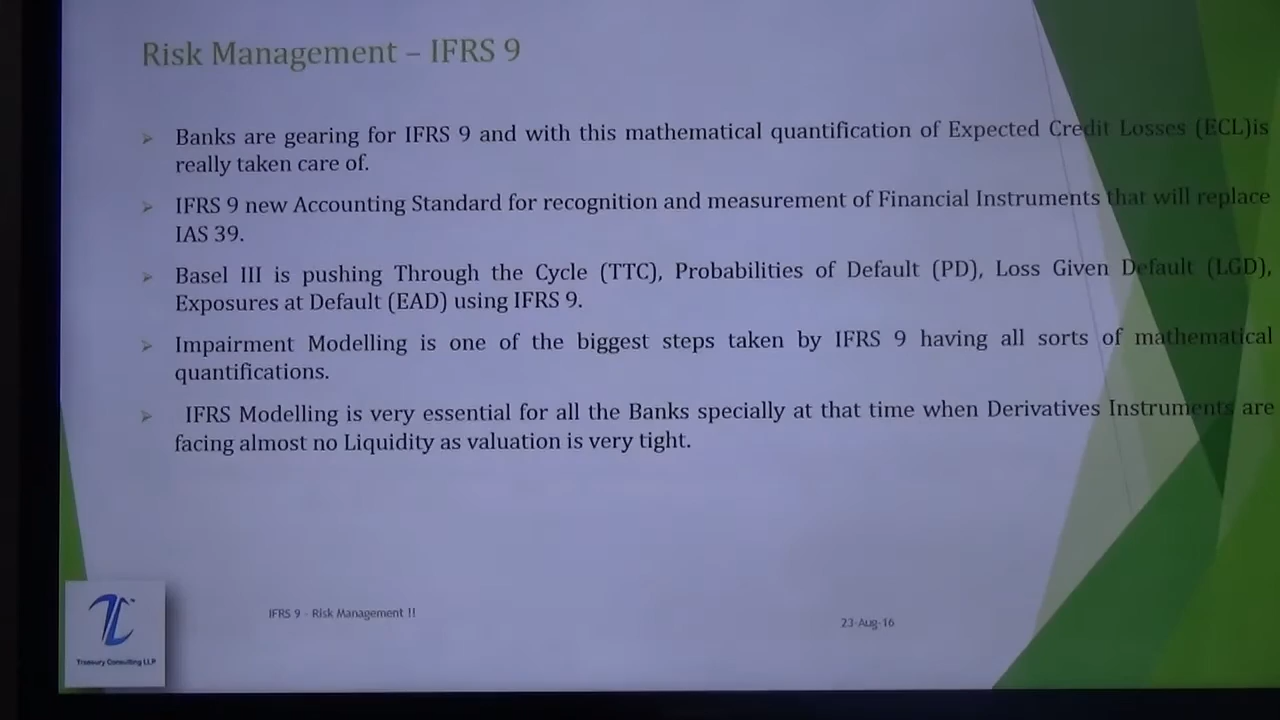 Risk Management – IFRS 9
➢ Banks are gearing for IFRS 9 and with this mathematical quantification of Expected Credit Losses (ECL)is
really taken care of.
➢ IFRS 9 new Accounting Standard for recognition and measurement of Financial Instruments that will replace
IAS 39.
➢ Basel III is pushing Through the Cycle (TTC), Probabilities of Default (PD), Loss Given Default (LGD),
Exposures at Default (EAD) using IFRS 9.
➢ Impairment Modelling is one of the biggest steps taken by IFRS 9 having all sorts of mathematical
quantifications.
➢ IFRS Modelling is very essential for all the Banks specially at that time when Derivatives Instruments are
facing almost no Liquidity as valuation is very tight.
IFRS 9 - Risk Management !!
23-Aug-16
Treasury Consulting LLP